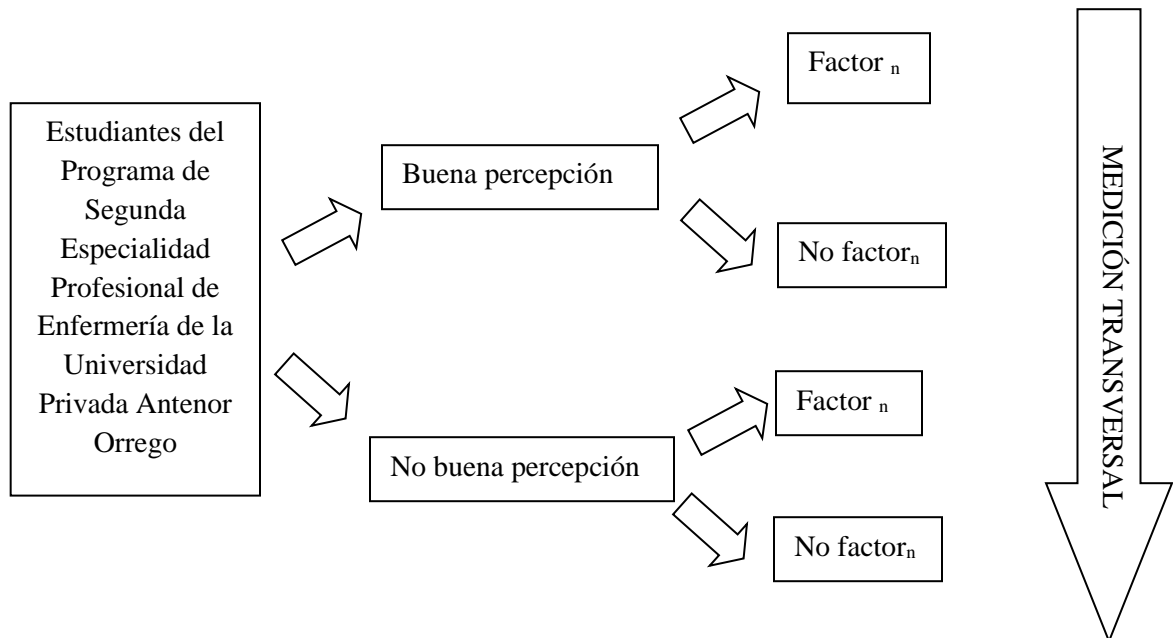 Estudiantes del
Programa de
Segunda
Especialidad
Profesional de
Enfermería de la
Universidad
Privada Antenor
Orrego
Buena percepción
No buena percepción
Factor n
No factorn
Factor n
No factorn
MEDICIÓN TRANSVERSAL